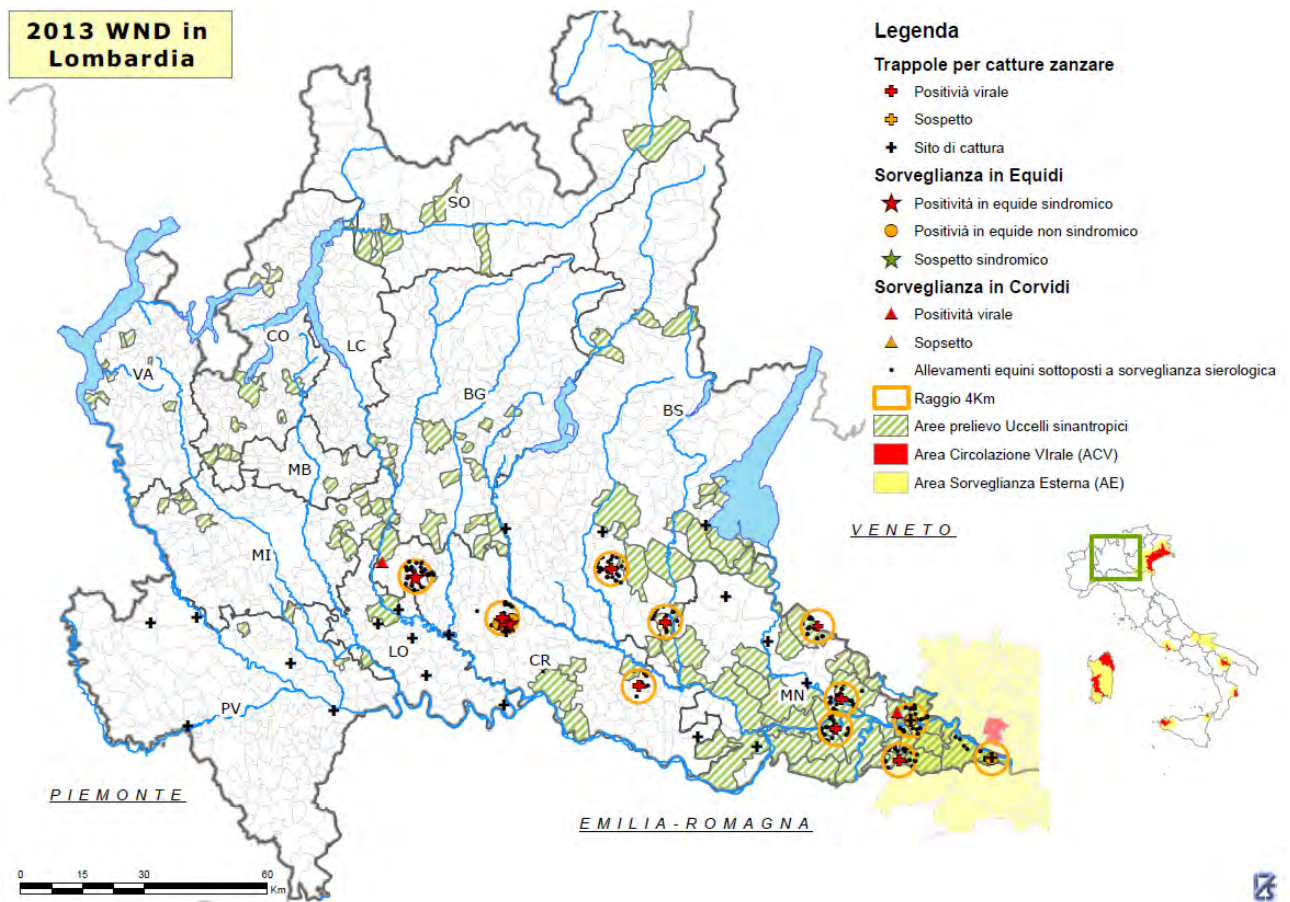 2013 WND in
Lombardia
Legenda
Trappole per catture zanzare
Positivià virale
Sospetto
Sito di cattura
Sorveglianza in Equidi
Positività in equide sindromico
Positivià in equide non sindromico
Sospetto sindromico
Sorveglianza in Corvidi
Positività virale
Sopsetto
Allevamenti equini sottoposti a sorveglianza sierologica
Raggio 4Km
Aree prelievo Uccelli sinantropici
Area Circolazione VIrale (ACV)
Area Sorveglianza Esterna (AE)
SO
CO
LC
VA
BG
BS
MB
VENETO
MI
LO
CR
MN
PV
PIEMONTE
EMILIA-ROMAGNA
0 15 30 60
Km